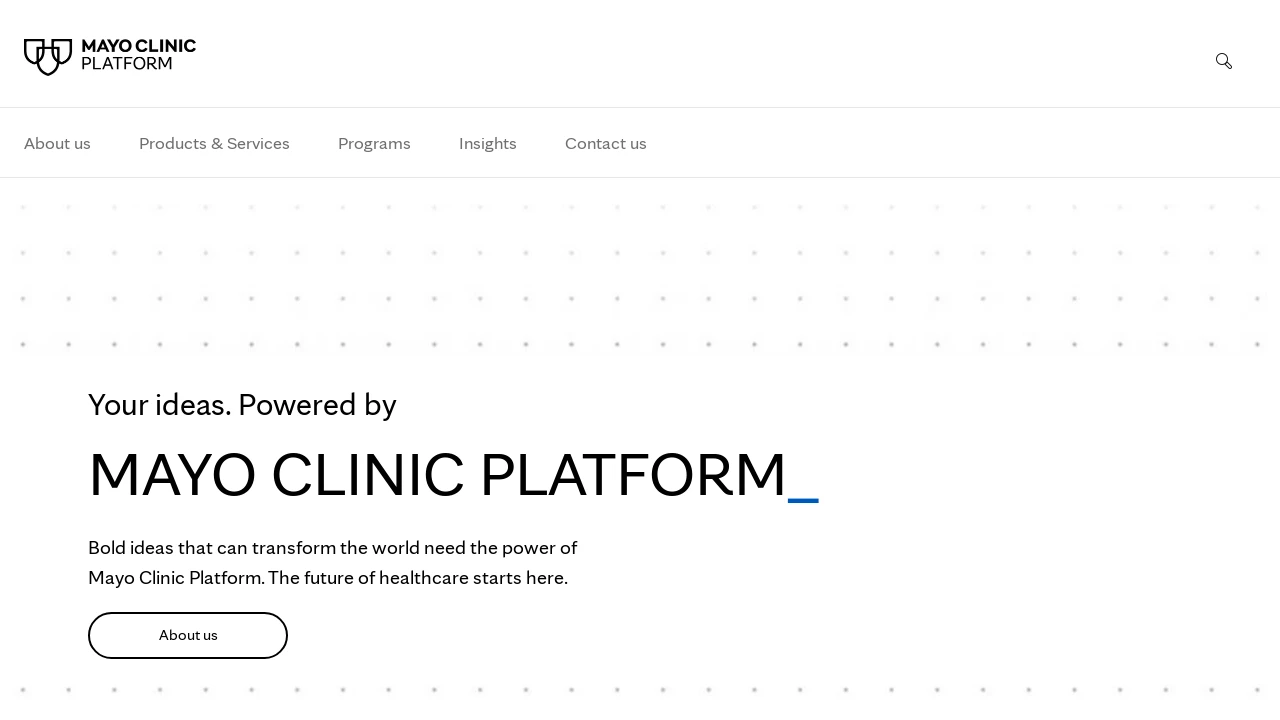 MAYO CLINIC
PLATFORM
About us
Products & Services
Programs
Insights
Contact us
Your ideas. Powered by
MAYO CLINIC PLATFORM_
Bold ideas that can transform the world need the power of
Mayo Clinic Platform. The future of healthcare starts here.
About us